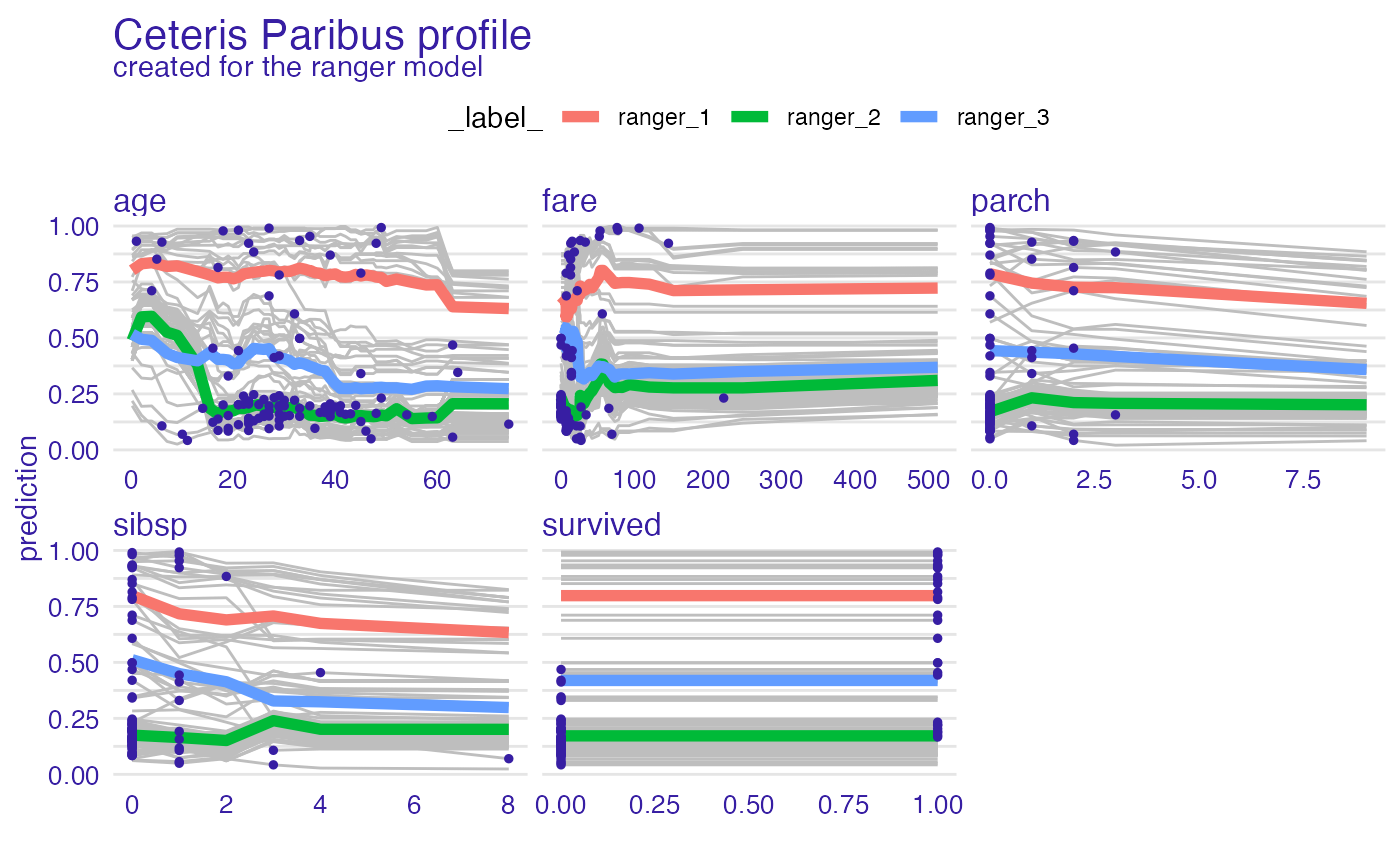 Ceteris Paribus profile
created for the ranger model
_label_ ranger_1 ranger_2 ranger_3
age fare parch
1.00
0.75
0.50
0.25
0.00
0 20 40 60 0 100 200 300 400 500 0.0 2.5 5.0 7.5
prediction
sibsp survived
1.00
0.75
0.50
0.25
0.00
0 2 4 6 8 0.00 0.25 0.50 0.75 1.00